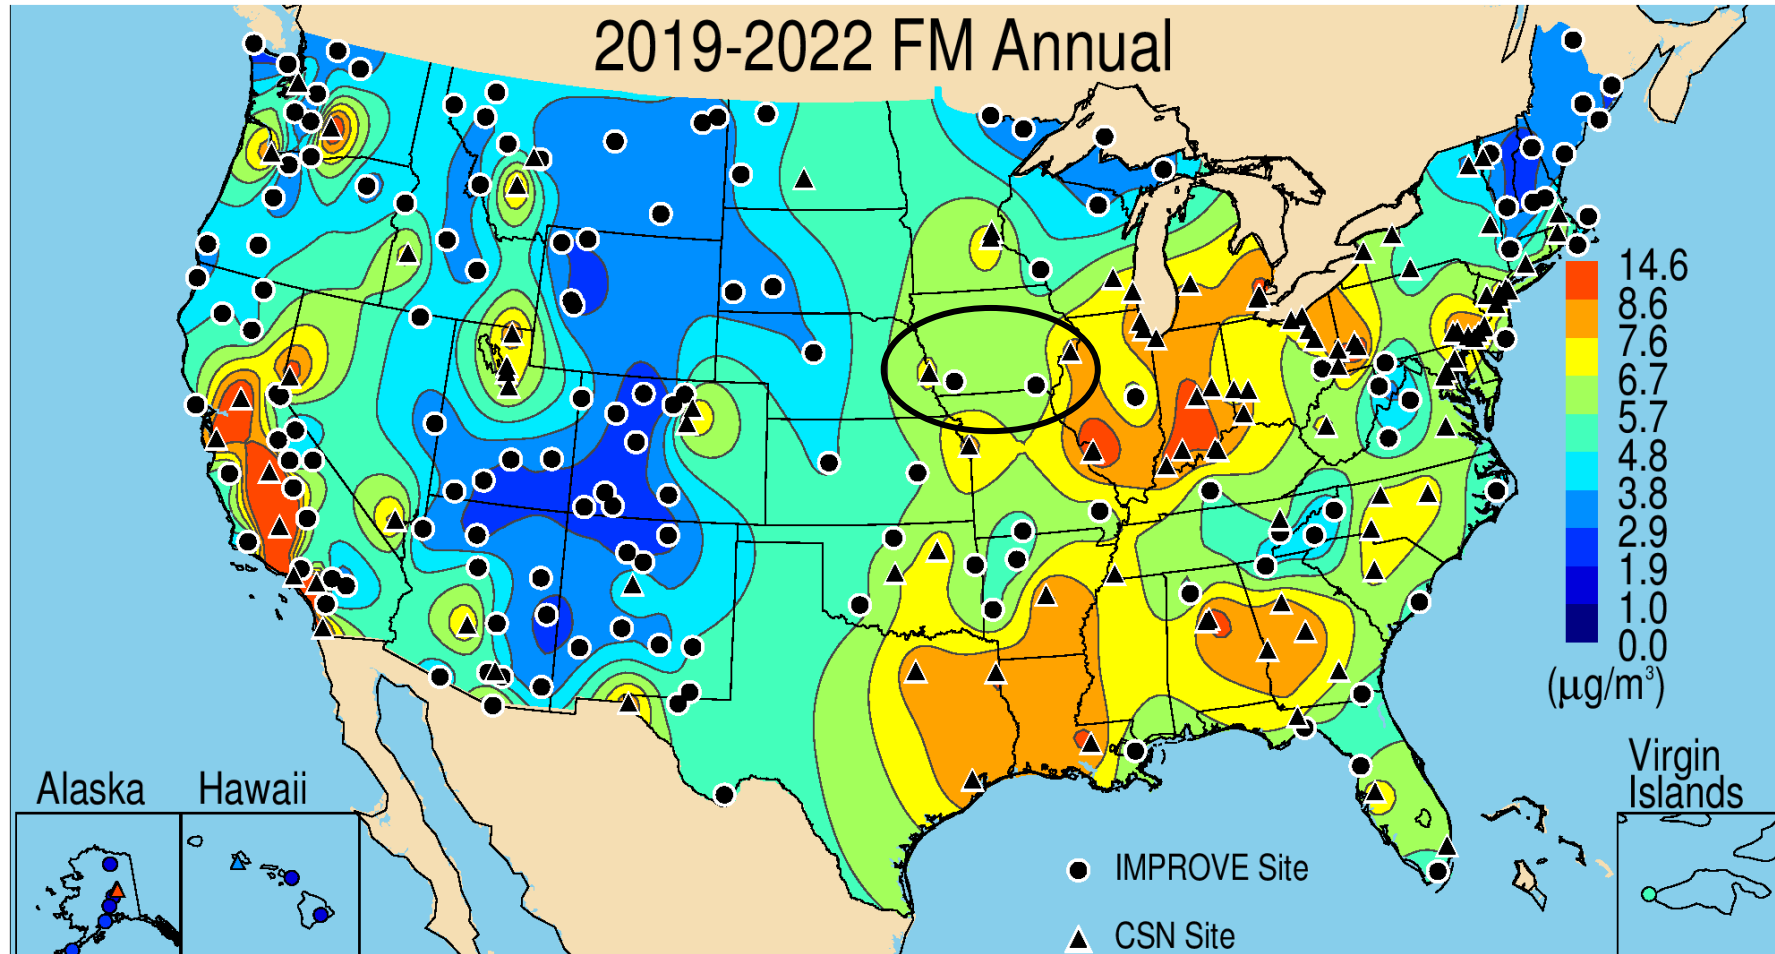 2019-2022 FM Annual
14.6
8.6
7.6
6.7
5.7
4.8
3.8
2.9
1.9
1.0
0.0
(μg/m³)
Alaska
Hawaii
Virgin
Islands
IMPROVE Site
CSN Site